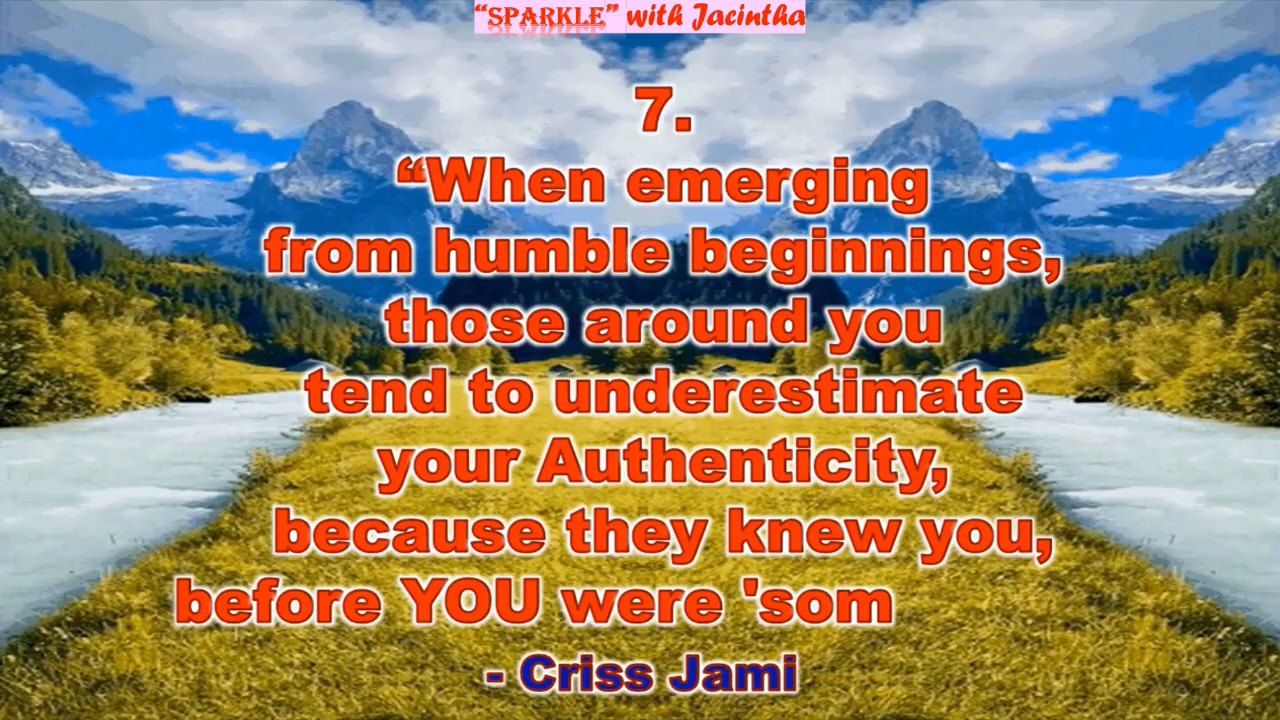 “SPARKLE” with Jacintha
7.
“When emerging
from humble beginnings,
those around you
tend to underestimate
your Authenticity,
because they knew you,
before YOU were 'som
- Criss Jami